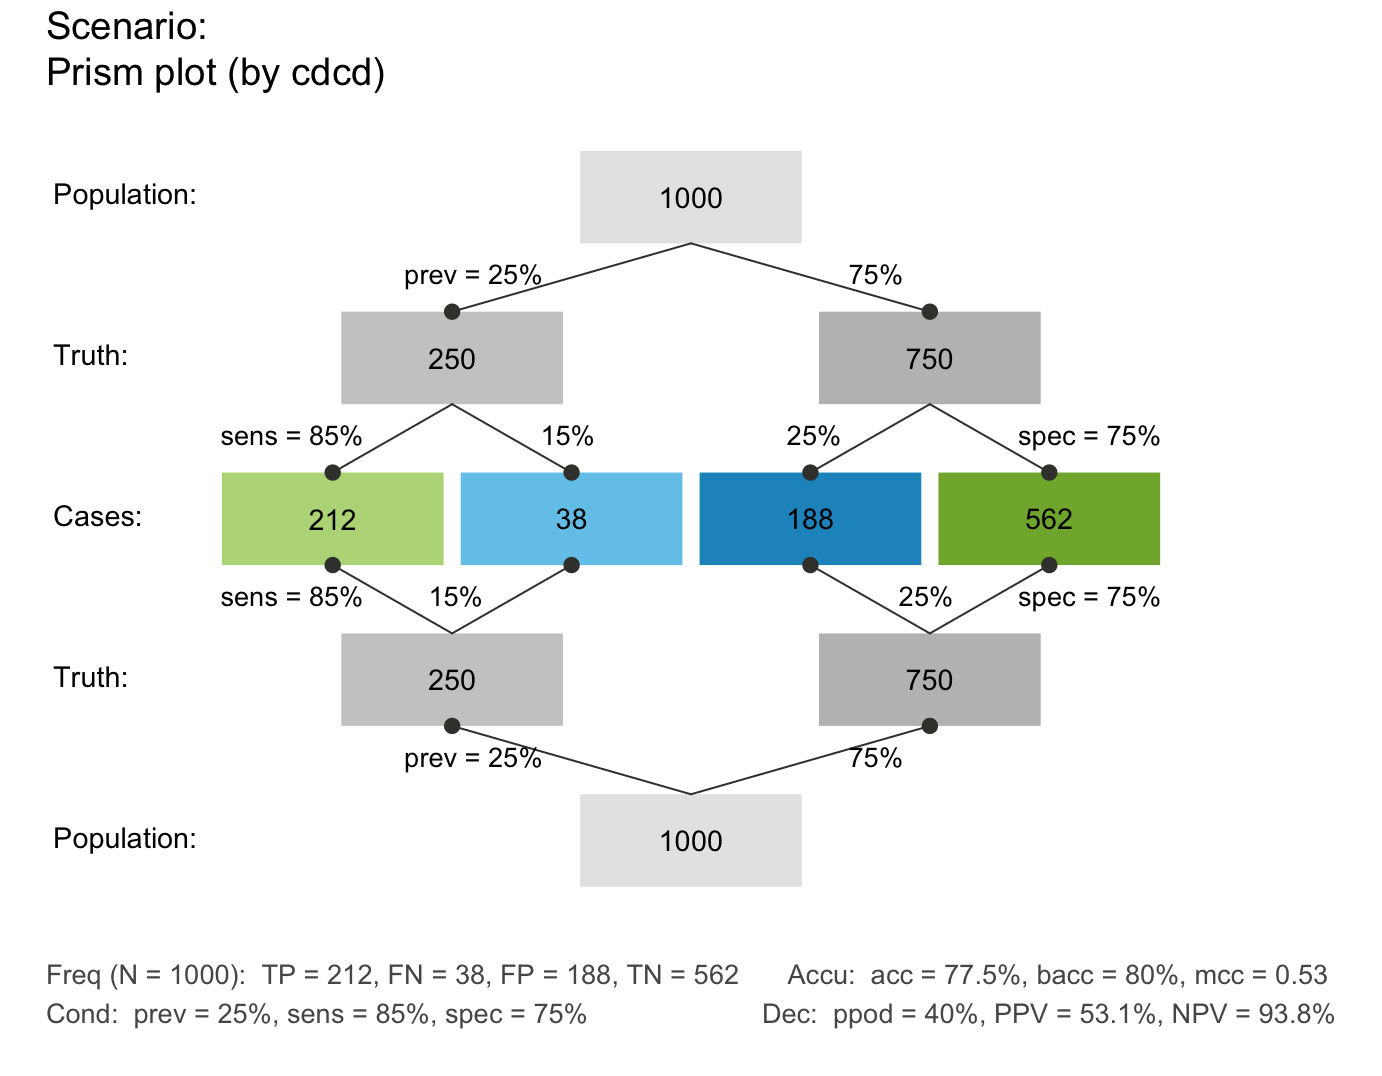 Scenario:
Prism plot (by cdcd)
Population:
1000
prev = 25%
75%
Truth:
250
750
sens = 85%
15%
25%
spec = 75%
Cases:
212
38
188
562
sens = 85%
15%
25%
spec = 75%
Truth:
250
750
prev = 25%
75%
Population:
1000
Freq (N = 1000):  TP = 212, FN = 38, FP = 188, TN = 562
Accu:  acc = 77.5%, bacc = 80%, mcc = 0.53
Cond:  prev = 25%, sens = 85%, spec = 75%
Dec:  ppod = 40%, PPV = 53.1%, NPV = 93.8%